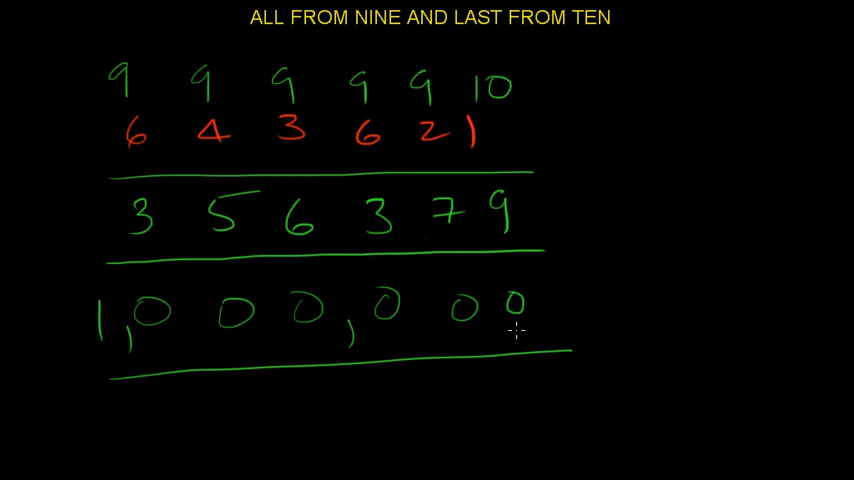 ALL FROM NINE AND LAST FROM TEN
9 9 9 9 9 10
6 4 3 6 2 1
3 5 6 3 7 9
1,0 0 0,0 0 0